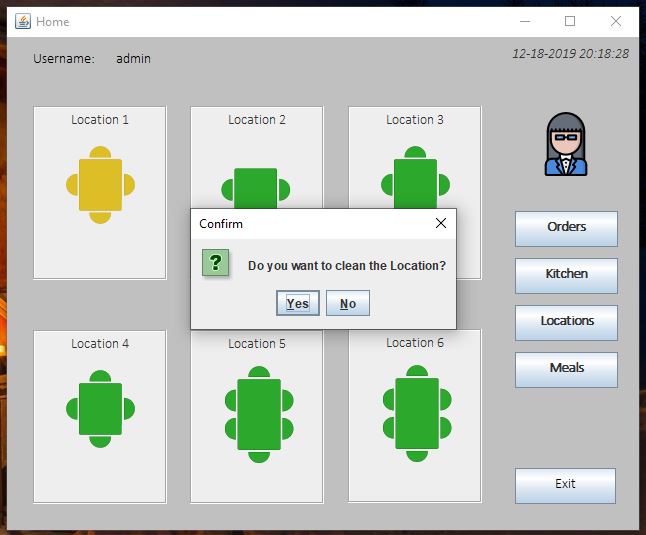 Home
Username: admin
12-18-2019 20:18:28
Location 1
Location 2
Location 3
Confirm
?
Do you want to clean the Location?
Yes
No
Location 4
Location 5
Location 6
Orders
Kitchen
Locations
Meals
Exit